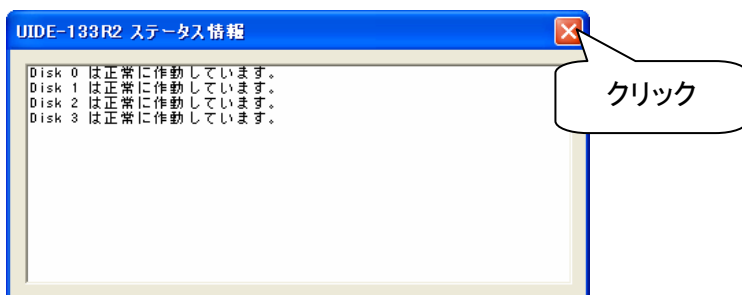 UIDE-133R2 ステータス情報
Disk 0 は正常に作動しています。
Disk 1 は正常に作動しています。
Disk 2 は正常に作動しています。
Disk 3 は正常に作動しています。
クリック